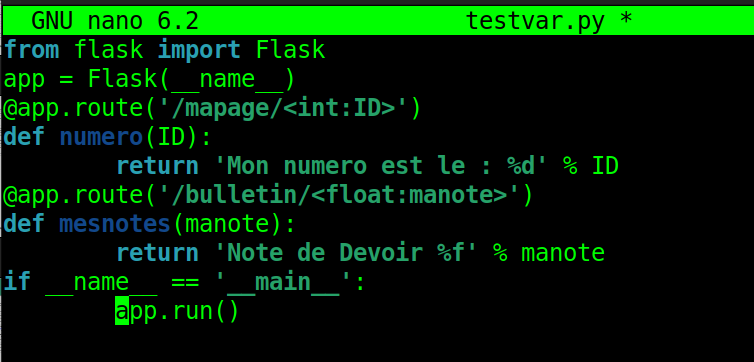 GNU nano 6.2 testvar.py *
from flask import Flask
app = Flask(__name__)
@app.route('/mapage/<int:ID>')
def numero(ID):
        return 'Mon numero est le : %d' % ID
@app.route('/bulletin/<float:manote>')
def mesnotes(manote):
        return 'Note de Devoir %f' % manote
if __name__ == '__main__':
        app.run()